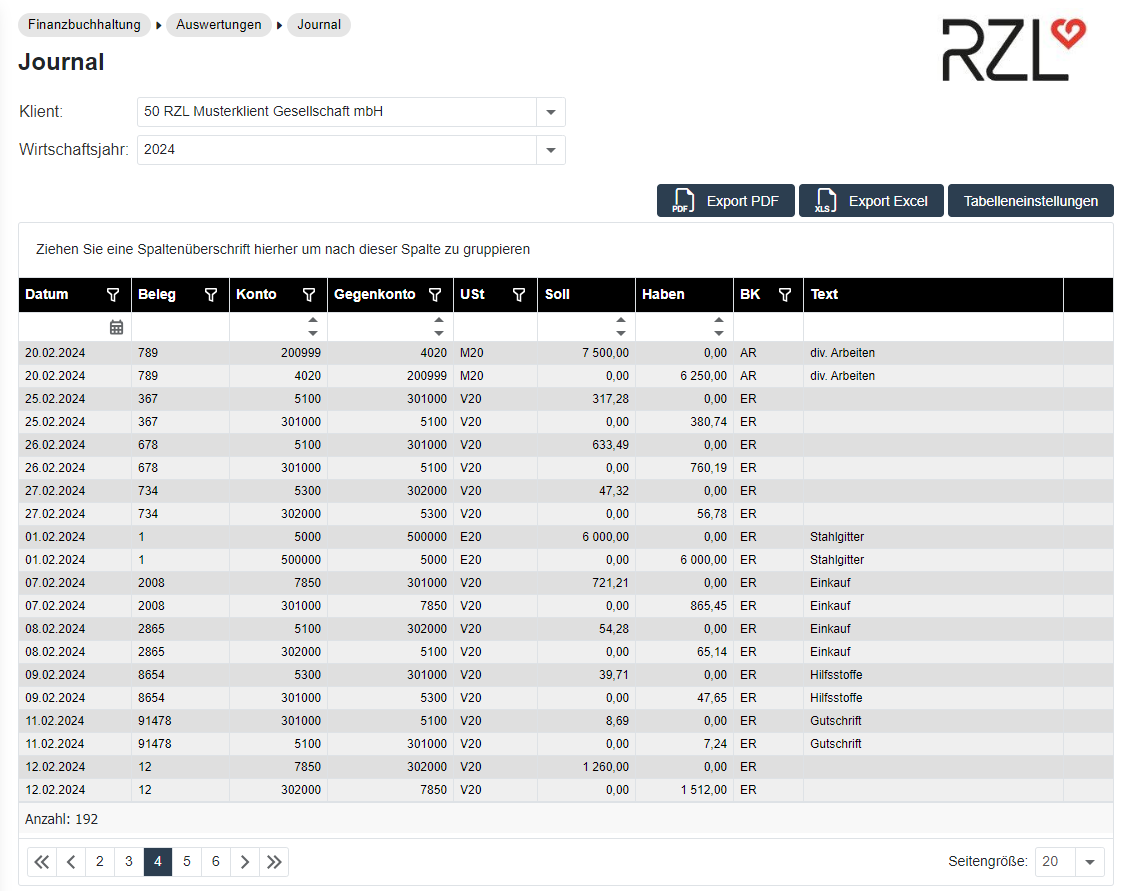 Finanzbuchhaltung Auswertungen Journal
RZL
Journal
Klient: 50 RZL Musterklient Gesellschaft mbH
Wirtschaftsjahr: 2024
PDF Export PDF XLS Export Excel Tabelleneinstellungen
Ziehen Sie eine Spaltenüberschrift hierher um nach dieser Spalte zu gruppieren
Datum Beleg Konto Gegenkonto USt Soll Haben BK Text
20.02.2024 789 200999 4020 M20 7 500,00 0,00 AR div. Arbeiten
20.02.2024 789 4020 200999 M20 0,00 6 250,00 AR div. Arbeiten
25.02.2024 367 5100 301000 V20 317,28 0,00 ER
25.02.2024 367 301000 5100 V20 0,00 380,74 ER
26.02.2024 678 5100 301000 V20 633,49 0,00 ER
26.02.2024 678 301000 5100 V20 0,00 760,19 ER
27.02.2024 734 5300 302000 V20 47,32 0,00 ER
27.02.2024 734 302000 5300 V20 0,00 56,78 ER
01.02.2024 1 5000 500000 E20 6 000,00 0,00 ER Stahlgitter
01.02.2024 1 500000 5000 E20 0,00 6 000,00 ER Stahlgitter
07.02.2024 2008 7850 301000 V20 721,21 0,00 ER Einkauf
07.02.2024 2008 301000 7850 V20 0,00 865,45 ER Einkauf
08.02.2024 2865 5100 302000 V20 54,28 0,00 ER Einkauf
08.02.2024 2865 302000 5100 V20 0,00 65,14 ER Einkauf
09.02.2024 8654 5300 301000 V20 39,71 0,00 ER Hilfsstoffe
09.02.2024 8654 301000 5300 V20 0,00 47,65 ER Hilfsstoffe
11.02.2024 91478 301000 5100 V20 8,69 0,00 ER Gutschrift
11.02.2024 91478 5100 301000 V20 0,00 7,24 ER Gutschrift
12.02.2024 12 7850 302000 V20 1 260,00 0,00 ER
12.02.2024 12 302000 7850 V20 0,00 1 512,00 ER
Anzahl: 192
2 3 4 5 6 Seitengröße: 20